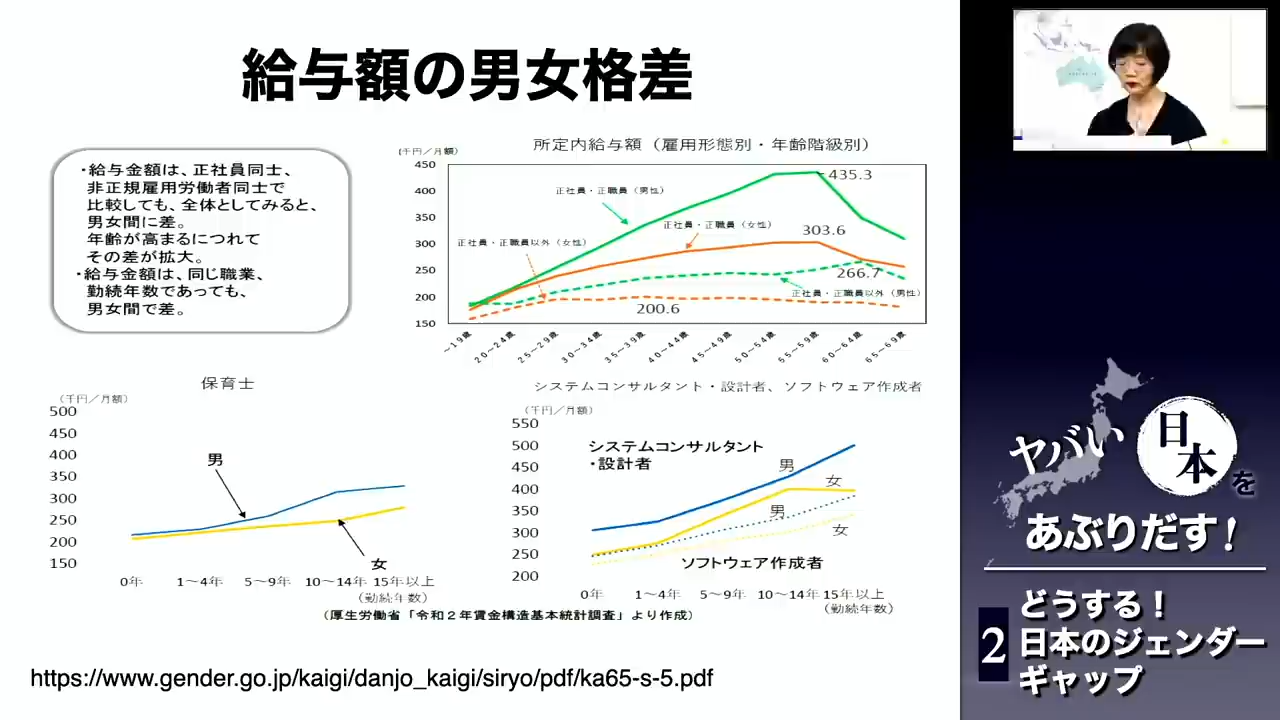 給与額の男女格差
・給与金額は、正社員同士、
非正規雇用労働者同士で
比較しても、全体としてみると、
男女間に差。
年齢が高まるにつれて
その差が拡大。
・給与金額は、同じ職業、
勤続年数であっても、
男女間で差。
所定内給与額（雇用形態別・年齢階級別）
(千円／月額)
450
400
350
300
250
200
150
正社員・正職員（男性）
正社員・正職員（女性）
正社員・正職員以外（女性）
正社員・正職員以外（男性）
435.3
303.6
266.7
200.6
～19歳
20～24歳
25～29歳
30～34歳
35～39歳
40～44歳
45～49歳
50～54歳
55～59歳
60～64歳
65～69歳
保育士
（千円／月額）
500
450
400
350
300
250
200
150
男
女
0年 1～4年 5～9年 10～14年 15年以上
（勤続年数）
システムコンサルタント・設計者、ソフトウェア作成者
（千円／月額）
550
500
450
400
350
300
250
200
システムコンサルタント
・設計者
男
女
男
女
ソフトウェア作成者
0年 1～4年 5～9年 10～14年 15年以上
（勤続年数）
（厚生労働省「令和２年賃金構造基本統計調査」より作成）
https://www.gender.go.jp/kaigi/danjo_kaigi/siryo/pdf/ka65-s-5.pdf
ヤバい日本を
あぶりだす！
2
どうする！
日本のジェンダー
ギャップ